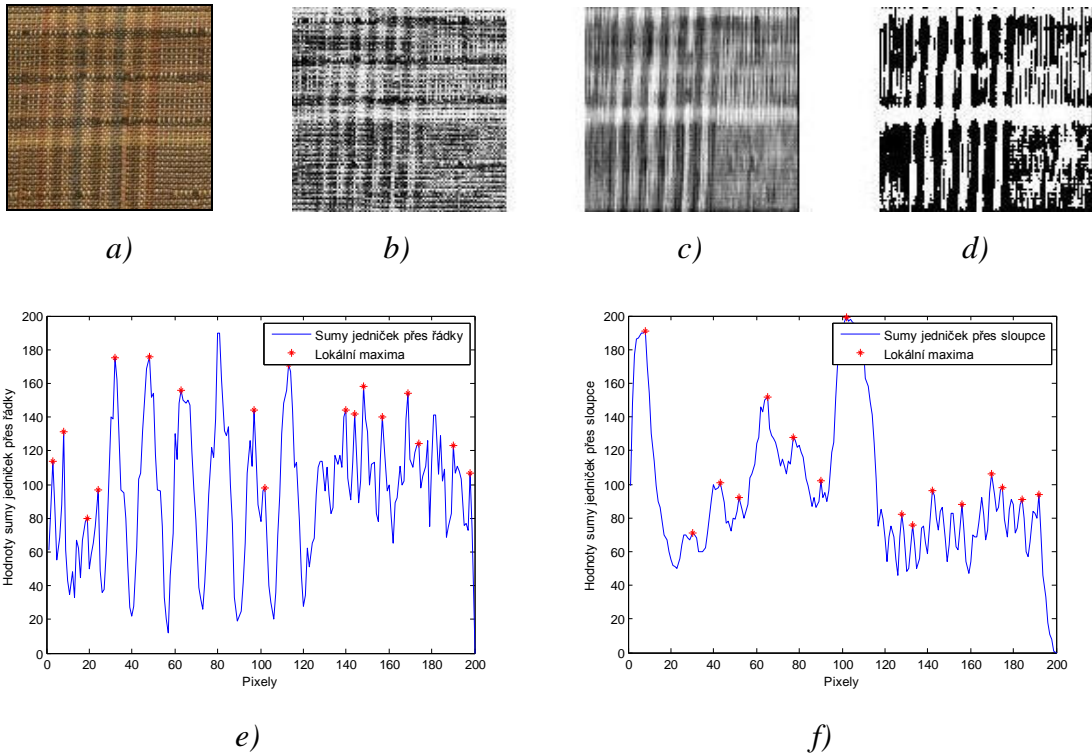 a)
b)
c)
d)
200
180
160
140
120
100
80
60
40
20
0
0 20 40 60 80 100 120 140 160 180 200
Hodnoty sumy jedniček přes řádky
Pixely
Sumy jedniček přes řádky
Lokální maxima
200
180
160
140
120
100
80
60
40
20
0
0 20 40 60 80 100 120 140 160 180 200
Hodnoty sumy jedniček přes sloupce
Pixely
Sumy jedniček přes sloupce
Lokální maxima
e)
f)